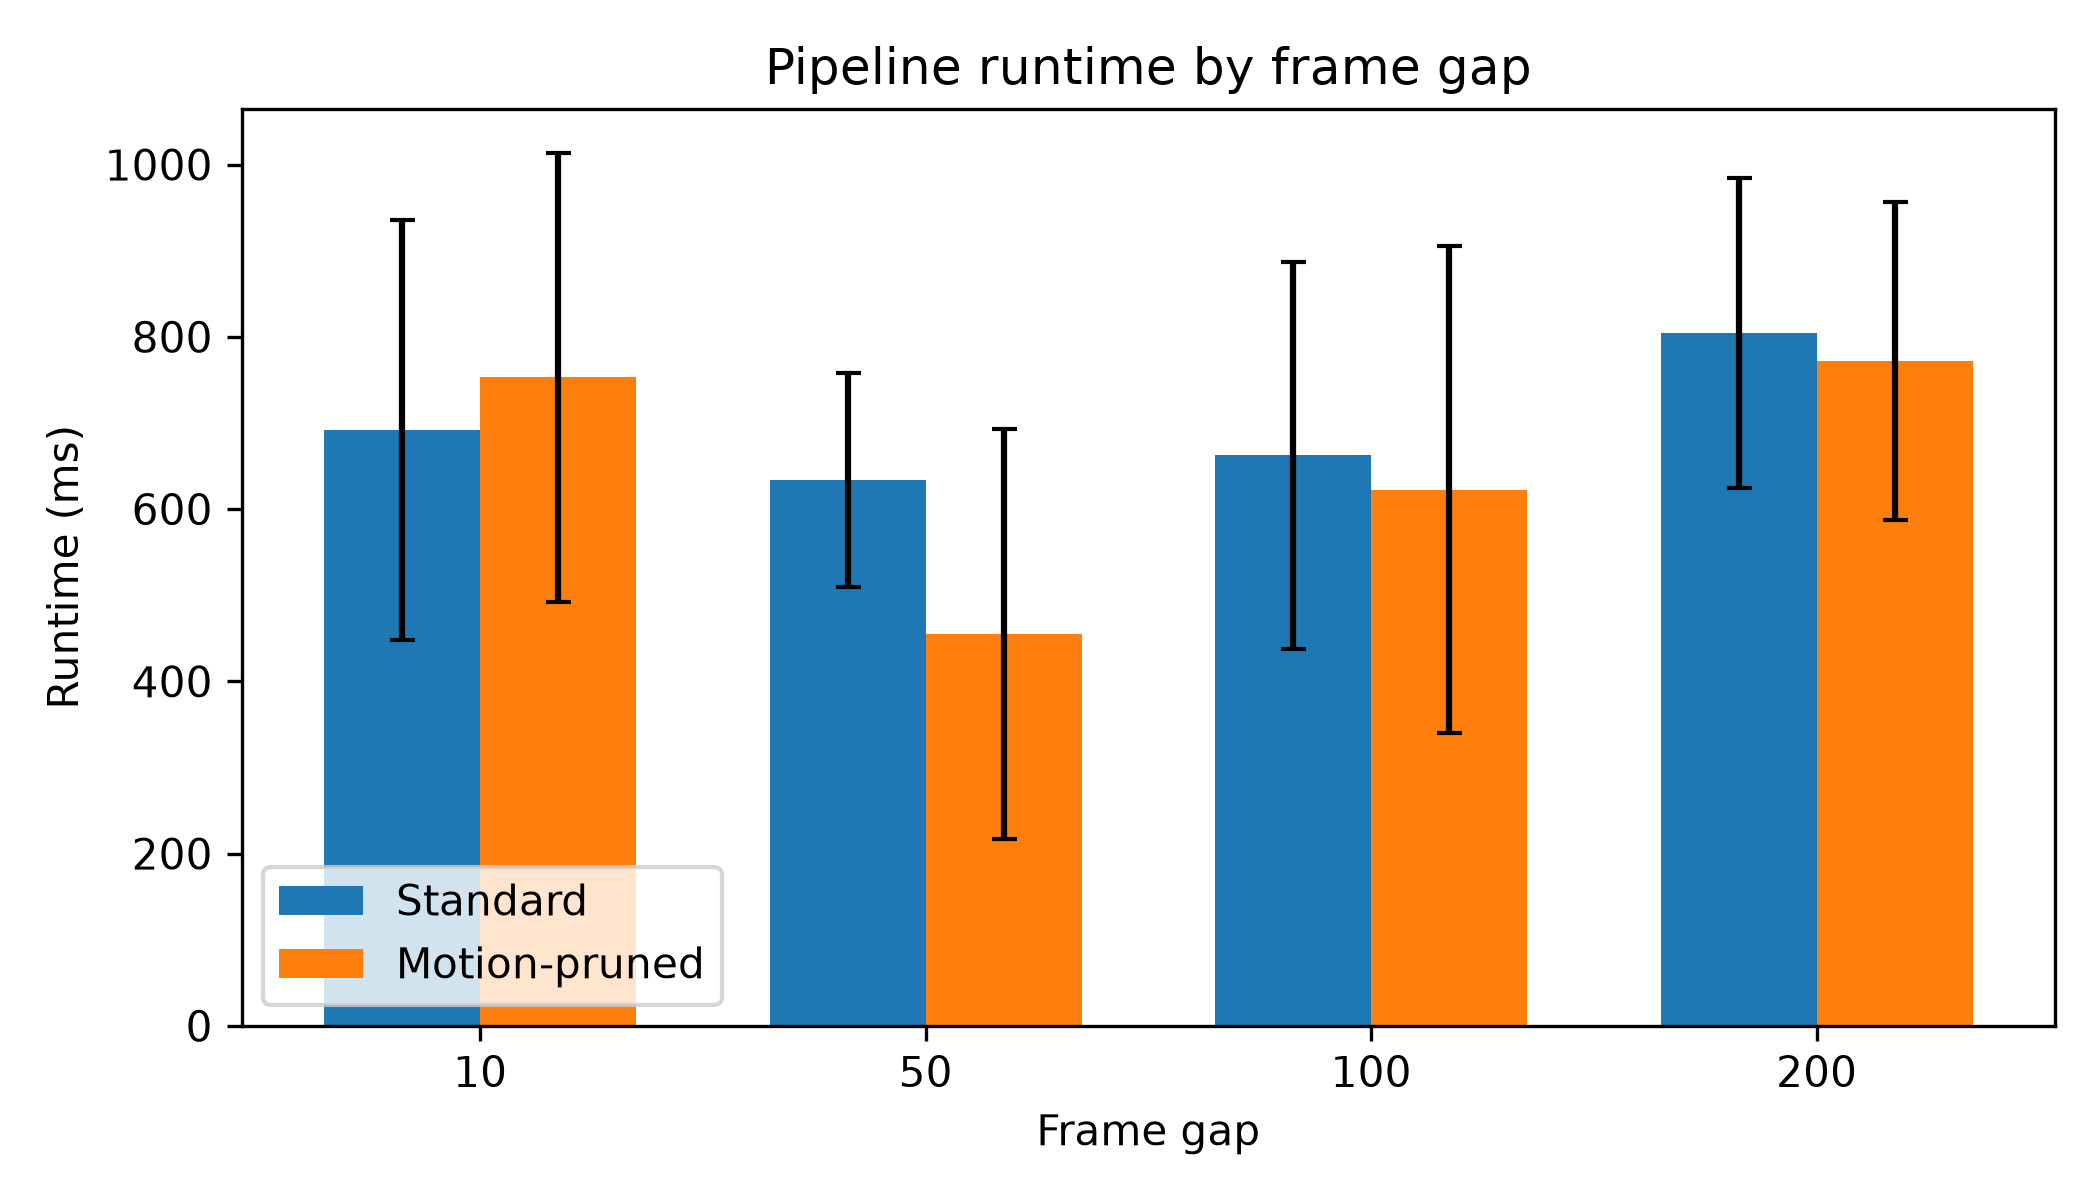 Pipeline runtime by frame gap
Runtime (ms)
1000
800
600
400
200
0
Standard
Motion-pruned
10 50 100 200
Frame gap